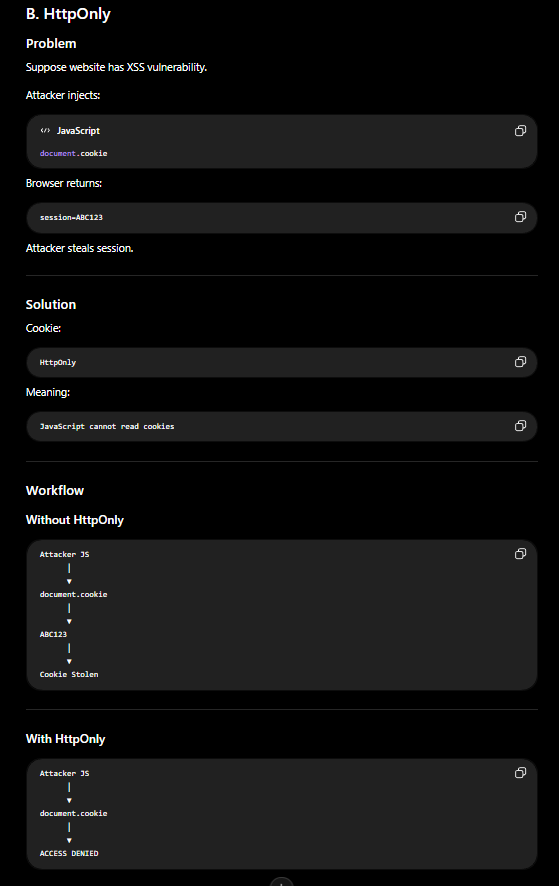 B. HttpOnly
Problem
Suppose website has XSS vulnerability.
Attacker injects:
</> JavaScript
document.cookie
Browser returns:
session=ABC123
Attacker steals session.
Solution
Cookie:
HttpOnly
Meaning:
JavaScript cannot read cookies
Workflow
Without HttpOnly
Attacker JS
document.cookie
ABC123
Cookie Stolen
With HttpOnly
Attacker JS
document.cookie
ACCESS DENIED